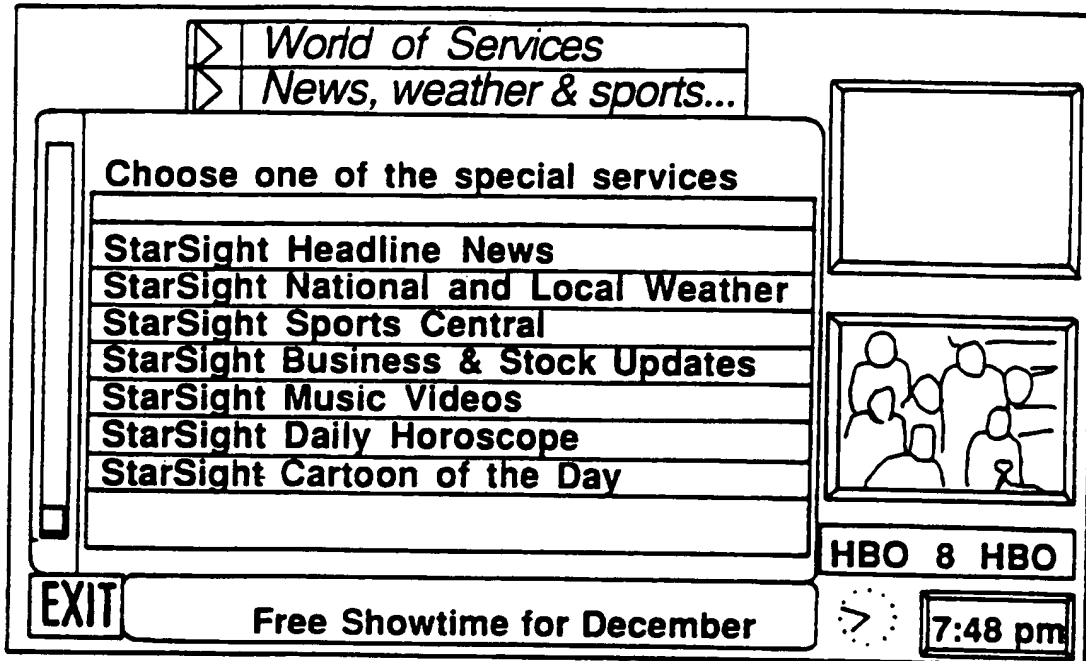 World of Services
News, weather & sports...
Choose one of the special services
StarSight Headline News
StarSight National and Local Weather
StarSight Sports Central
StarSight Business & Stock Updates
StarSight Music Videos
StarSight Daily Horoscope
StarSight Cartoon of the Day
HBO 8 HBO
EXIT
Free Showtime for December
7:48 pm